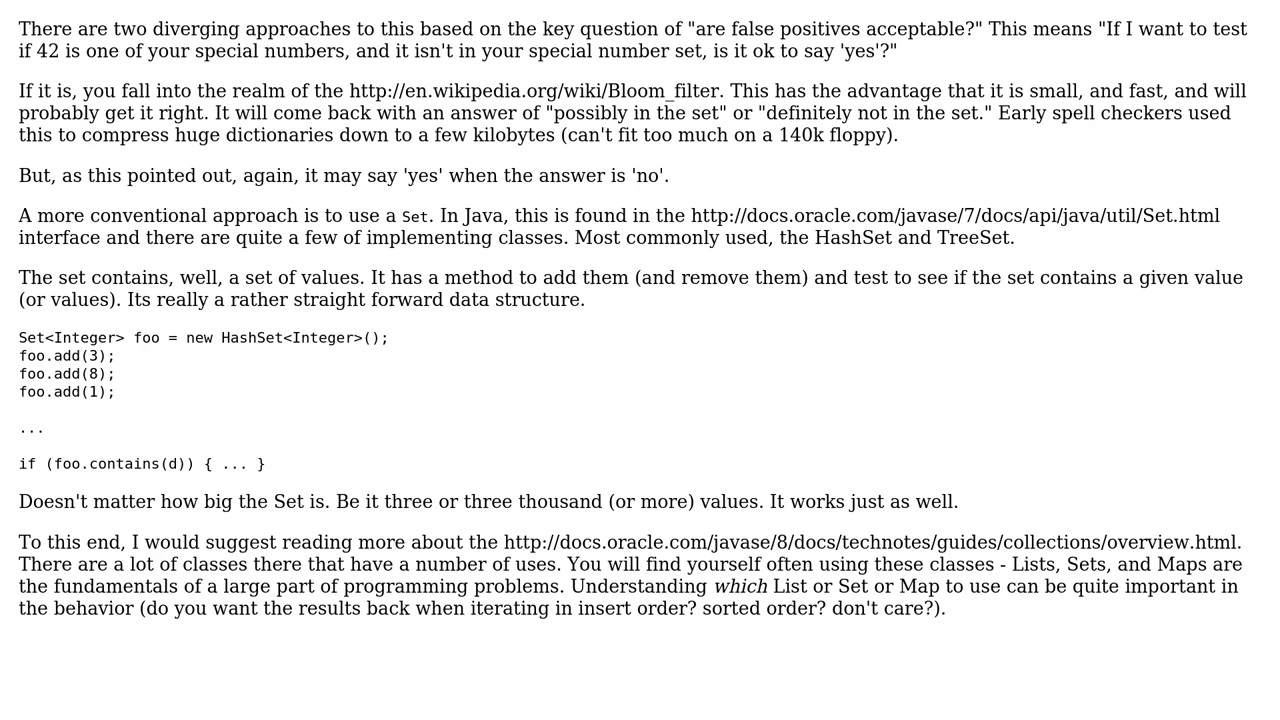 There are two diverging approaches to this based on the key question of "are false positives acceptable?" This means "If I want to test
if 42 is one of your special numbers, and it isn't in your special number set, is it ok to say 'yes'?"
If it is, you fall into the realm of the http://en.wikipedia.org/wiki/Bloom_filter. This has the advantage that it is small, and fast, and will
probably get it right. It will come back with an answer of "possibly in the set" or "definitely not in the set." Early spell checkers used
this to compress huge dictionaries down to a few kilobytes (can't fit too much on a 140k floppy).
But, as this pointed out, again, it may say 'yes' when the answer is 'no'.
A more conventional approach is to use a Set. In Java, this is found in the http://docs.oracle.com/javase/7/docs/api/java/util/Set.html
interface and there are quite a few of implementing classes. Most commonly used, the HashSet and TreeSet.
The set contains, well, a set of values. It has a method to add them (and remove them) and test to see if the set contains a given value
(or values). Its really a rather straight forward data structure.
Set<Integer> foo = new HashSet<Integer>();
foo.add(3);
foo.add(8);
foo.add(1);
...
if (foo.contains(d)) { ... }
Doesn't matter how big the Set is. Be it three or three thousand (or more) values. It works just as well.
To this end, I would suggest reading more about the http://docs.oracle.com/javase/8/docs/technotes/guides/collections/overview.html.
There are a lot of classes there that have a number of uses. You will find yourself often using these classes - Lists, Sets, and Maps are
the fundamentals of a large part of programming problems. Understanding which List or Set or Map to use can be quite important in
the behavior (do you want the results back when iterating in insert order? sorted order? don't care?).